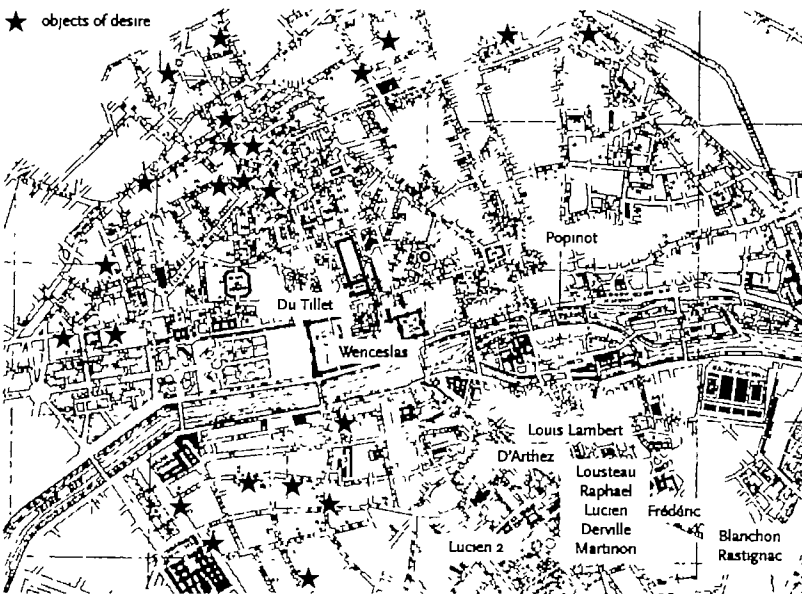 objects of desire
Popinot
Du Tillet
Wenceslas
Louis Lambert
D'Arthez
Lousteau
Raphael
Lucien
Derville
Martinon
Frédéric
Lucien 2
Blanchon
Rastignac